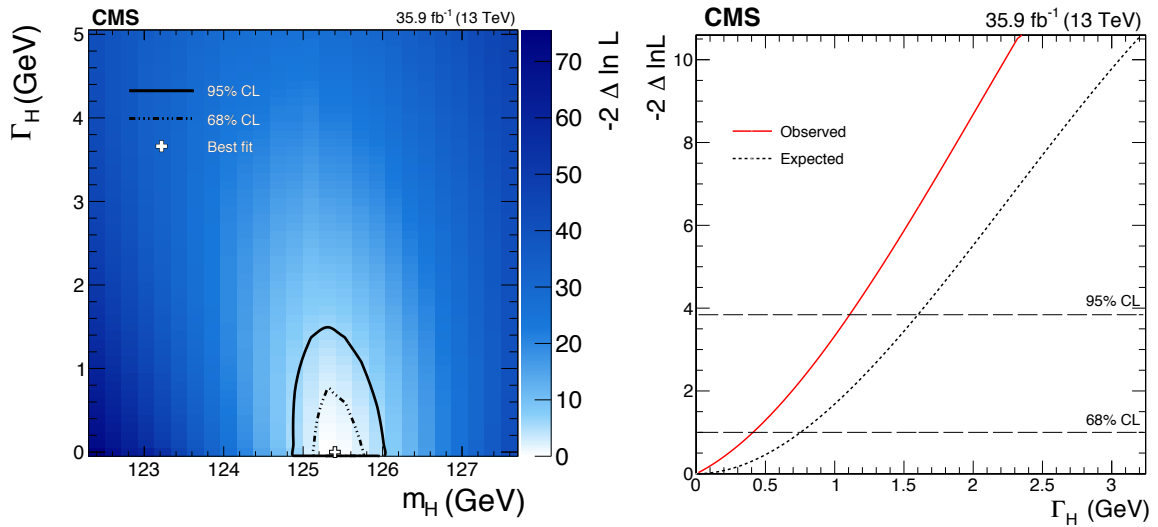 CMS 35.9 fb⁻¹ (13 TeV)
Γ_H (GeV)
5
4
3
2
1
0
95% CL
68% CL
Best fit
123 124 125 126 127
m_H (GeV)
-2 Δ ln L
70
60
50
40
30
20
10
0
CMS 35.9 fb⁻¹ (13 TeV)
-2 Δ lnL
10
8
6
4
2
0
Observed
Expected
95% CL
68% CL
0 0.5 1 1.5 2 2.5 3
Γ_H (GeV)